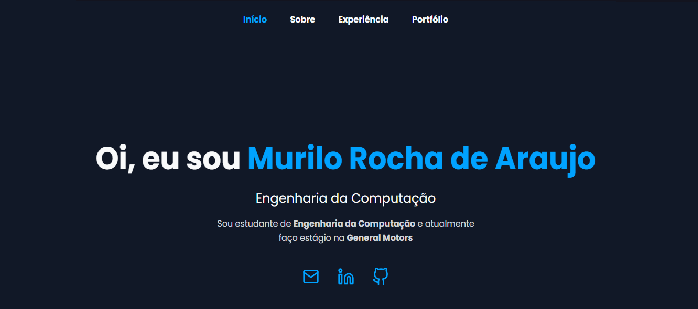 Início Sobre Experiência Portfólio
Oi, eu sou Murilo Rocha de Araujo
Engenharia da Computação
Sou estudante de Engenharia da Computação e atualmente
faço estágio na General Motors